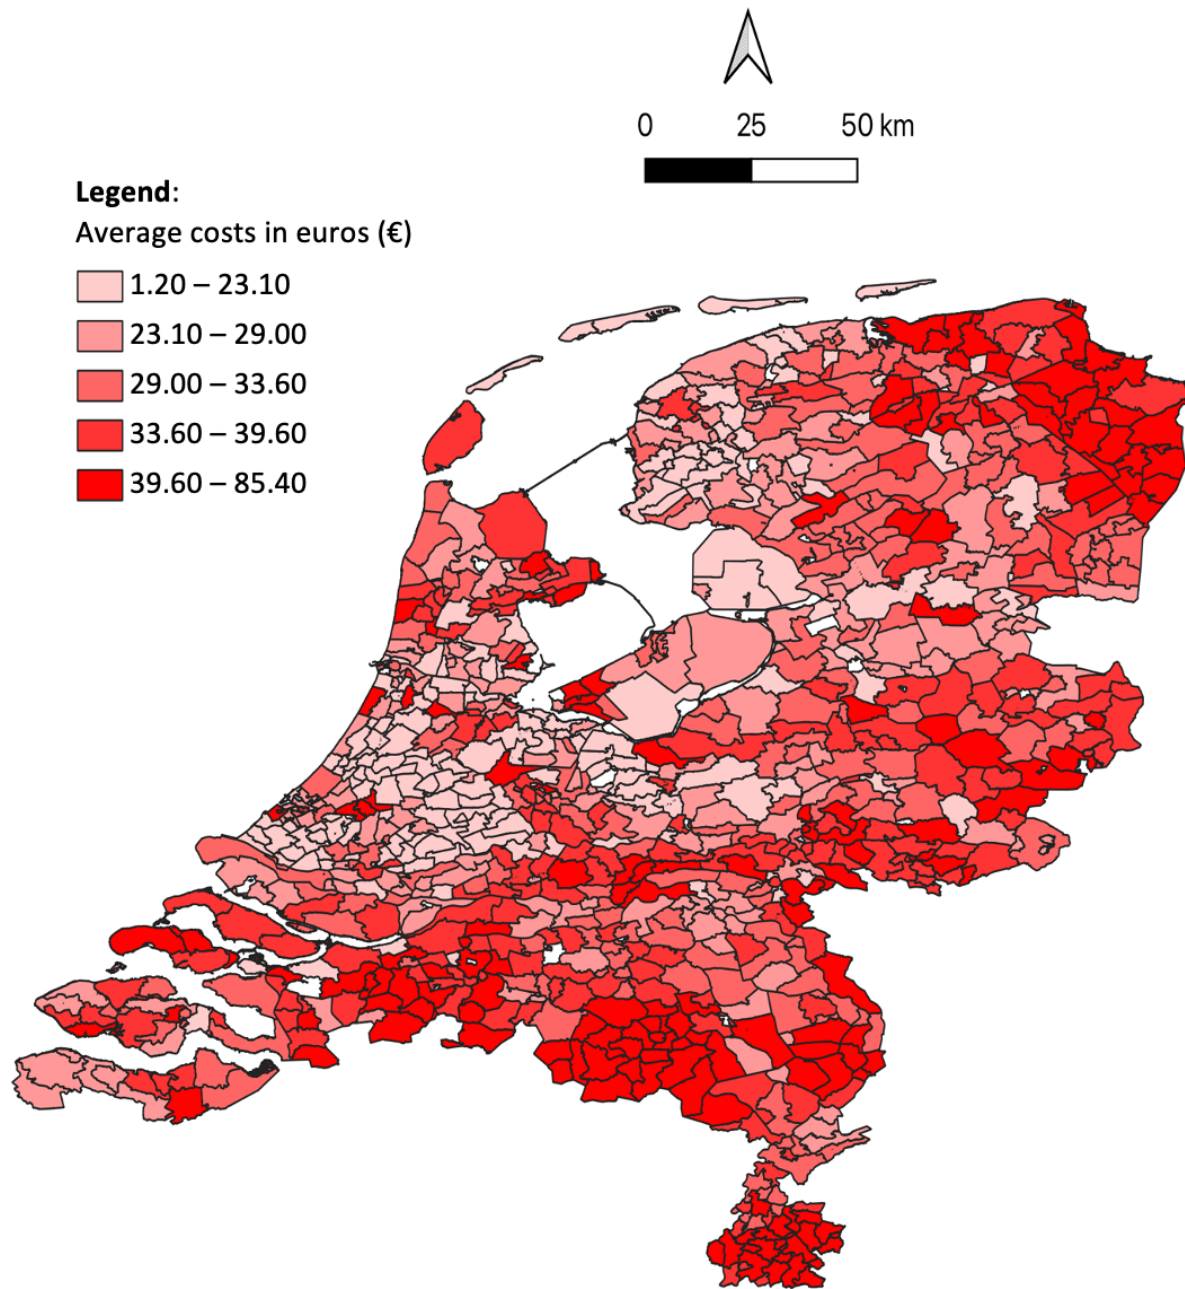 0 25 50 km
Legend:
Average costs in euros (€)
1.20 – 23.10
23.10 – 29.00
29.00 – 33.60
33.60 – 39.60
39.60 – 85.40